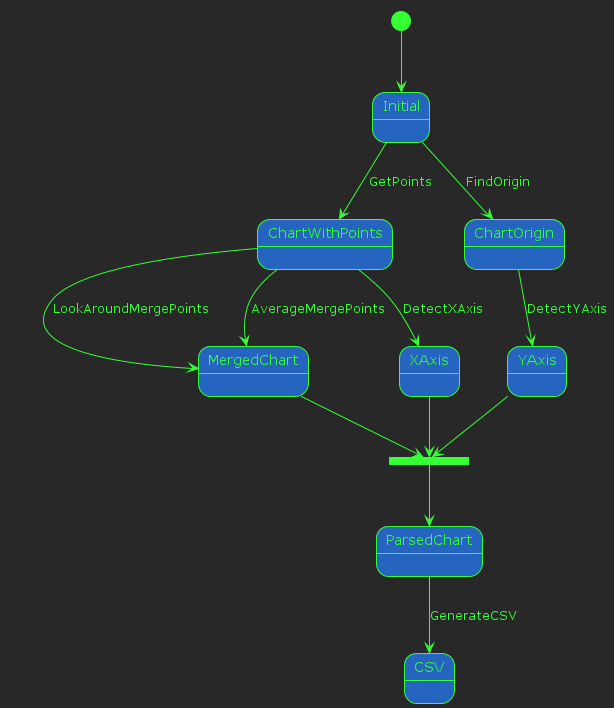 Initial
GetPoints
FindOrigin
ChartWithPoints
ChartOrigin
LookAroundMergePoints
AverageMergePoints
DetectXAxis
DetectYAxis
MergedChart
XAxis
YAxis
ParsedChart
GenerateCSV
CSV